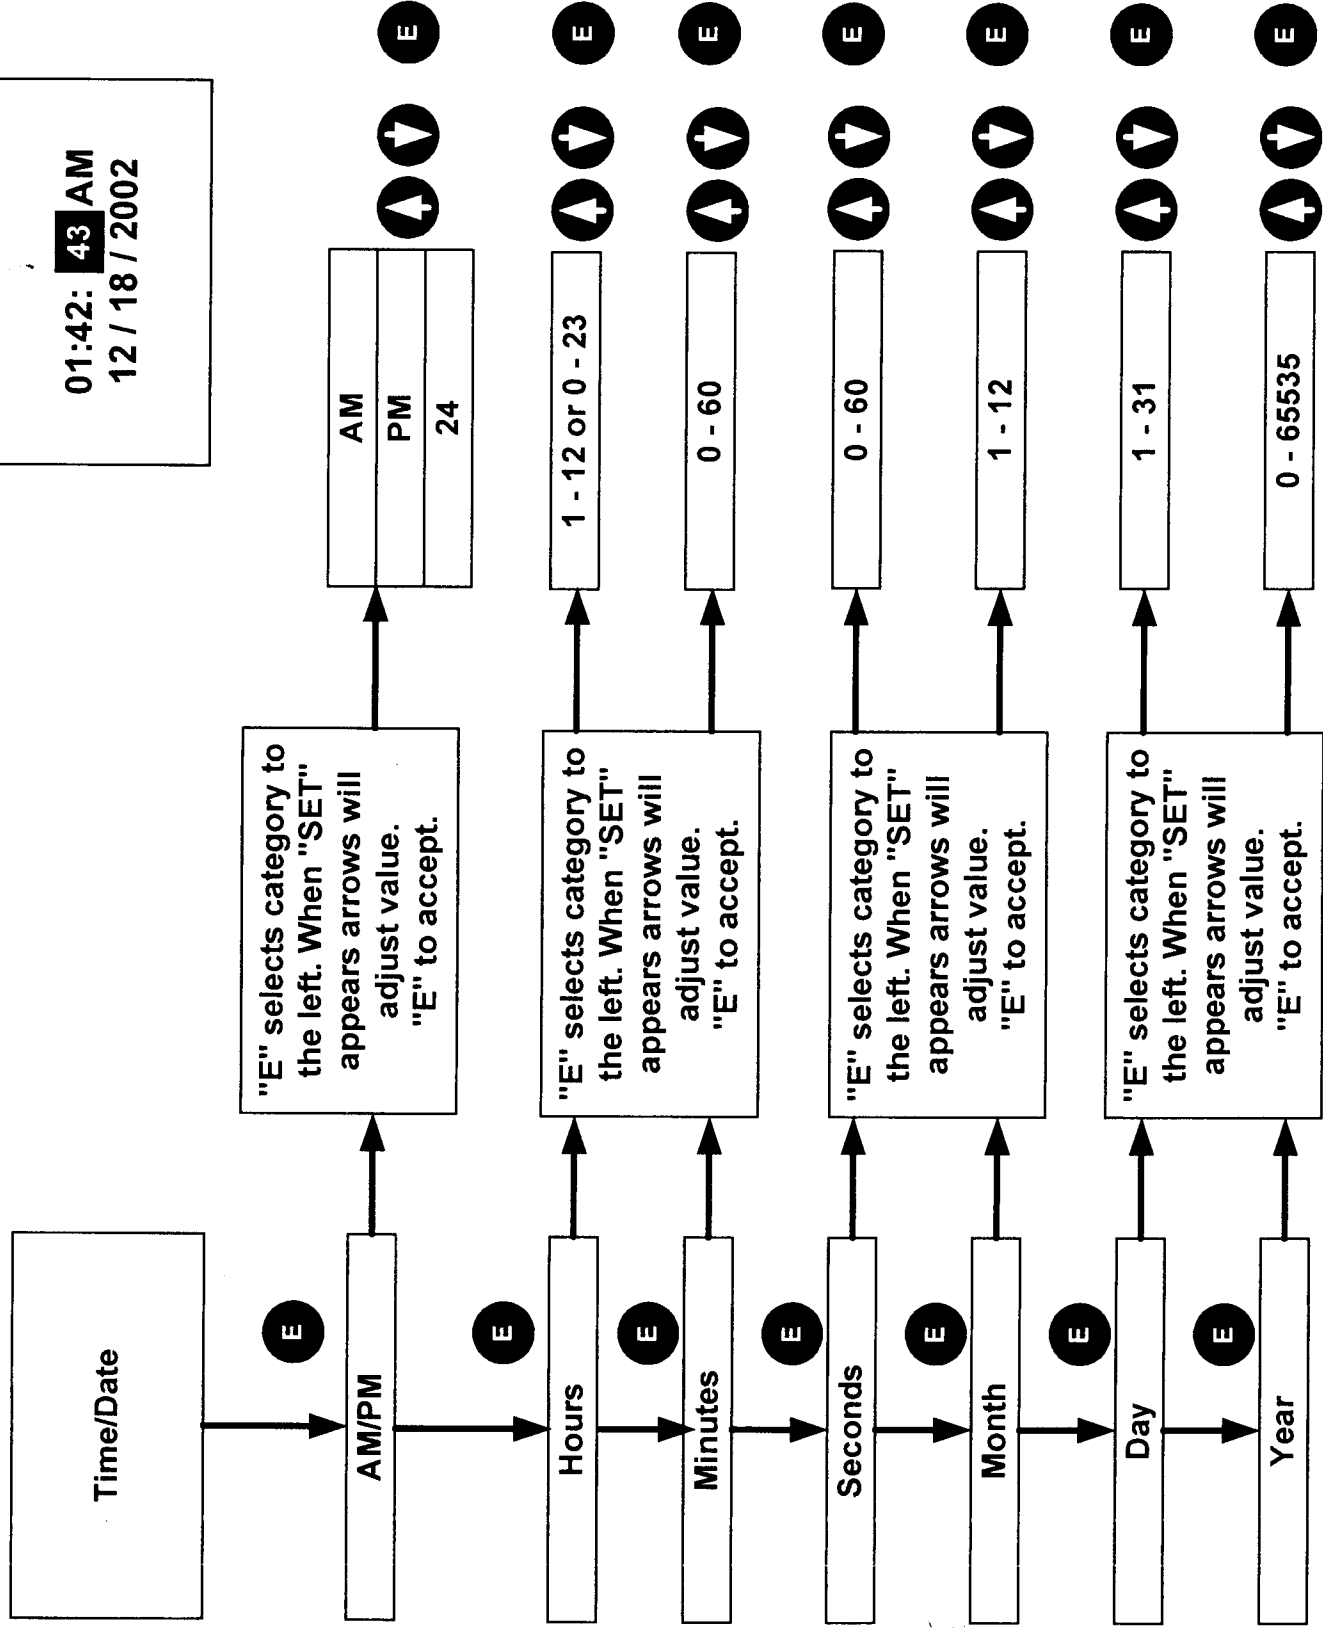 Time/Date
01:42: 43 AM
12 / 18 / 2002
E
AM/PM
"E" selects category to
the left. When "SET"
appears arrows will
adjust value.
"E" to accept.
AM
PM
24
E
E
Hours
"E" selects category to
the left. When "SET"
appears arrows will
adjust value.
"E" to accept.
1 - 12 or 0 - 23
E
E
Minutes
0 - 60
E
E
Seconds
"E" selects category to
the left. When "SET"
appears arrows will
adjust value.
"E" to accept.
0 - 60
E
E
Month
1 - 12
E
E
Day
"E" selects category to
the left. When "SET"
appears arrows will
adjust value.
"E" to accept.
1 - 31
E
E
Year
0 - 65535
E